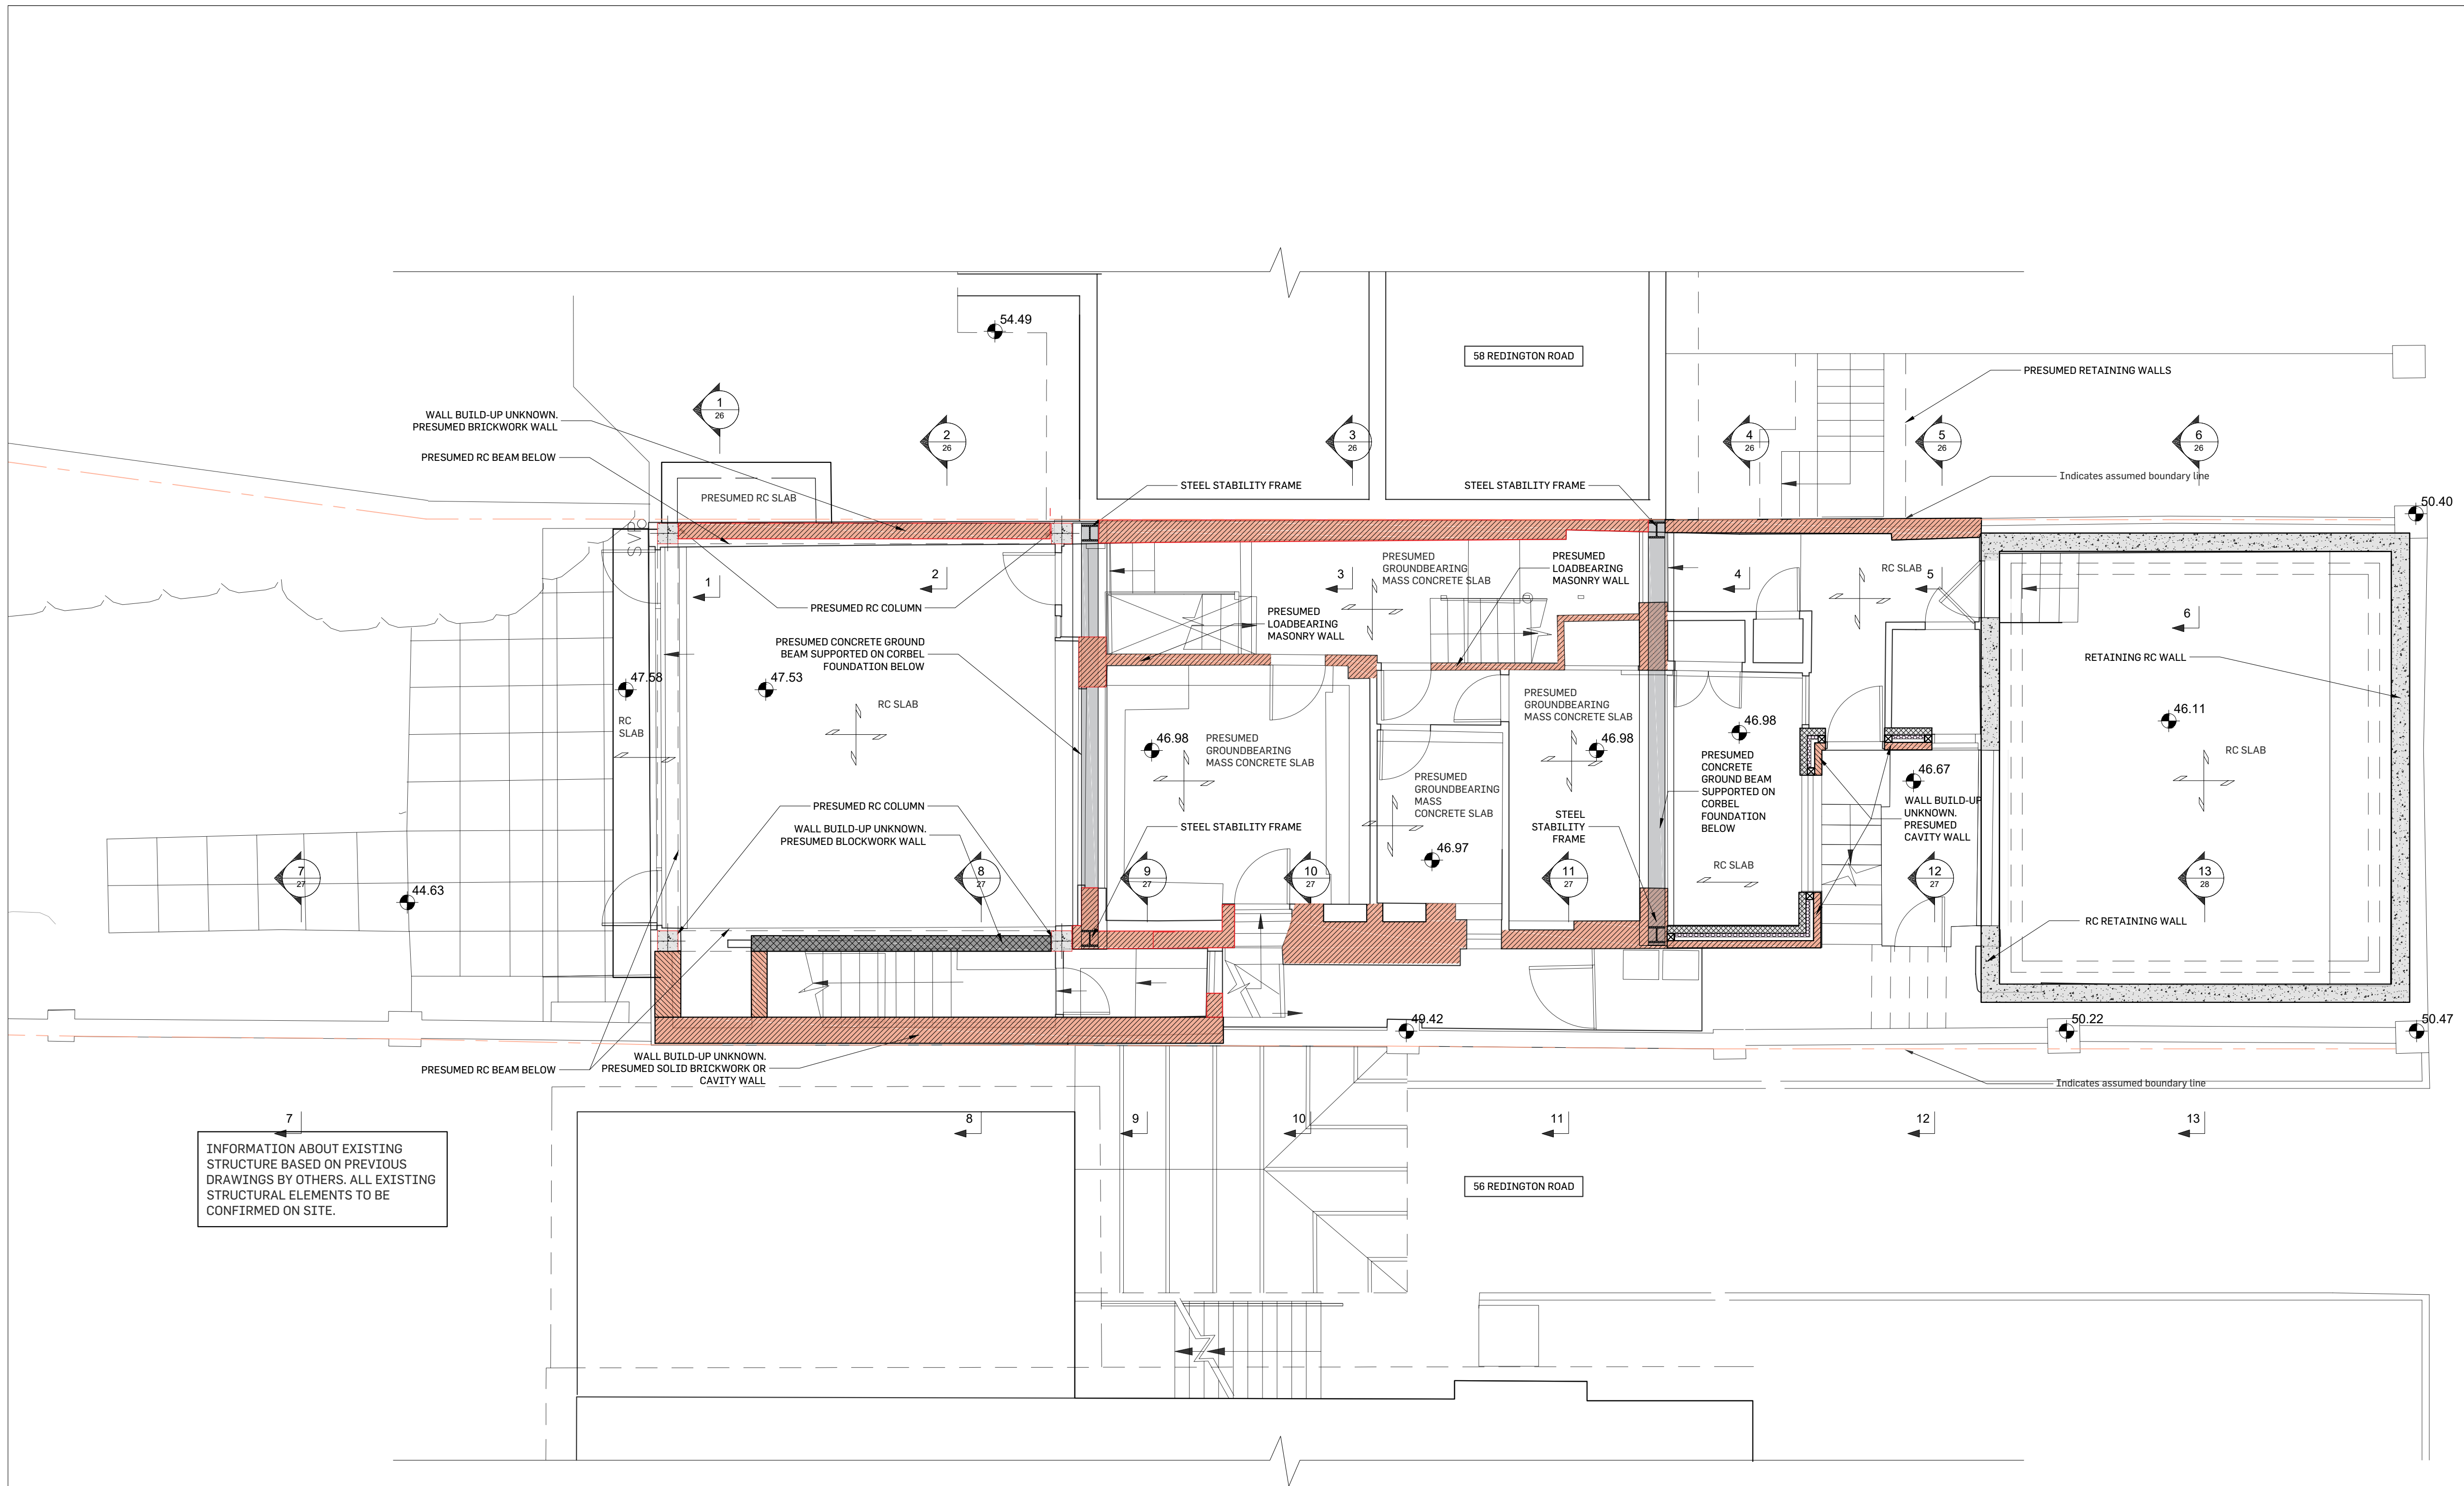 54.49
58 REDINGTON ROAD
PRESUMED RETAINING WALLS
1
26
2
26
3
26
4
26
5
26
6
26
WALL BUILD-UP UNKNOWN.
PRESUMED BRICKWORK WALL
PRESUMED RC BEAM BELOW
PRESUMED RC SLAB
STEEL STABILITY FRAME
STEEL STABILITY FRAME
Indicates assumed boundary line
50.40
SVP
PRESUMED
GROUNDBEARING
MASS CONCRETE SLAB
PRESUMED
LOADBEARING
MASONRY WALL
RC SLAB
1
2
3
4
5
6
PRESUMED RC COLUMN
PRESUMED
LOADBEARING
MASONRY WALL
PRESUMED CONCRETE GROUND
BEAM SUPPORTED ON CORBEL
FOUNDATION BELOW
RETAINING RC WALL
47.58
47.53
RC SLAB
RC
SLAB
46.98
PRESUMED
GROUNDBEARING
MASS CONCRETE SLAB
PRESUMED
GROUNDBEARING
MASS CONCRETE SLAB
46.98
46.98
46.11
RC SLAB
PRESUMED
CONCRETE
GROUND BEAM
SUPPORTED ON
CORBEL
FOUNDATION
BELOW
PRESUMED
GROUNDBEARING
MASS
CONCRETE SLAB
46.67
WALL BUILD-UP
UNKNOWN.
PRESUMED
CAVITY WALL
PRESUMED RC COLUMN
WALL BUILD-UP UNKNOWN.
PRESUMED BLOCKWORK WALL
STEEL STABILITY FRAME
STEEL
STABILITY
FRAME
46.97
RC SLAB
7
27
44.63
8
27
9
27
10
27
11
27
12
27
13
28
RC RETAINING WALL
49.42
50.22
50.47
WALL BUILD-UP UNKNOWN.
PRESUMED SOLID BRICKWORK OR
CAVITY WALL
PRESUMED RC BEAM BELOW
Indicates assumed boundary line
7
8
9
10
11
12
13
INFORMATION ABOUT EXISTING
STRUCTURE BASED ON PREVIOUS
DRAWINGS BY OTHERS. ALL EXISTING
STRUCTURAL ELEMENTS TO BE
CONFIRMED ON SITE.
56 REDINGTON ROAD